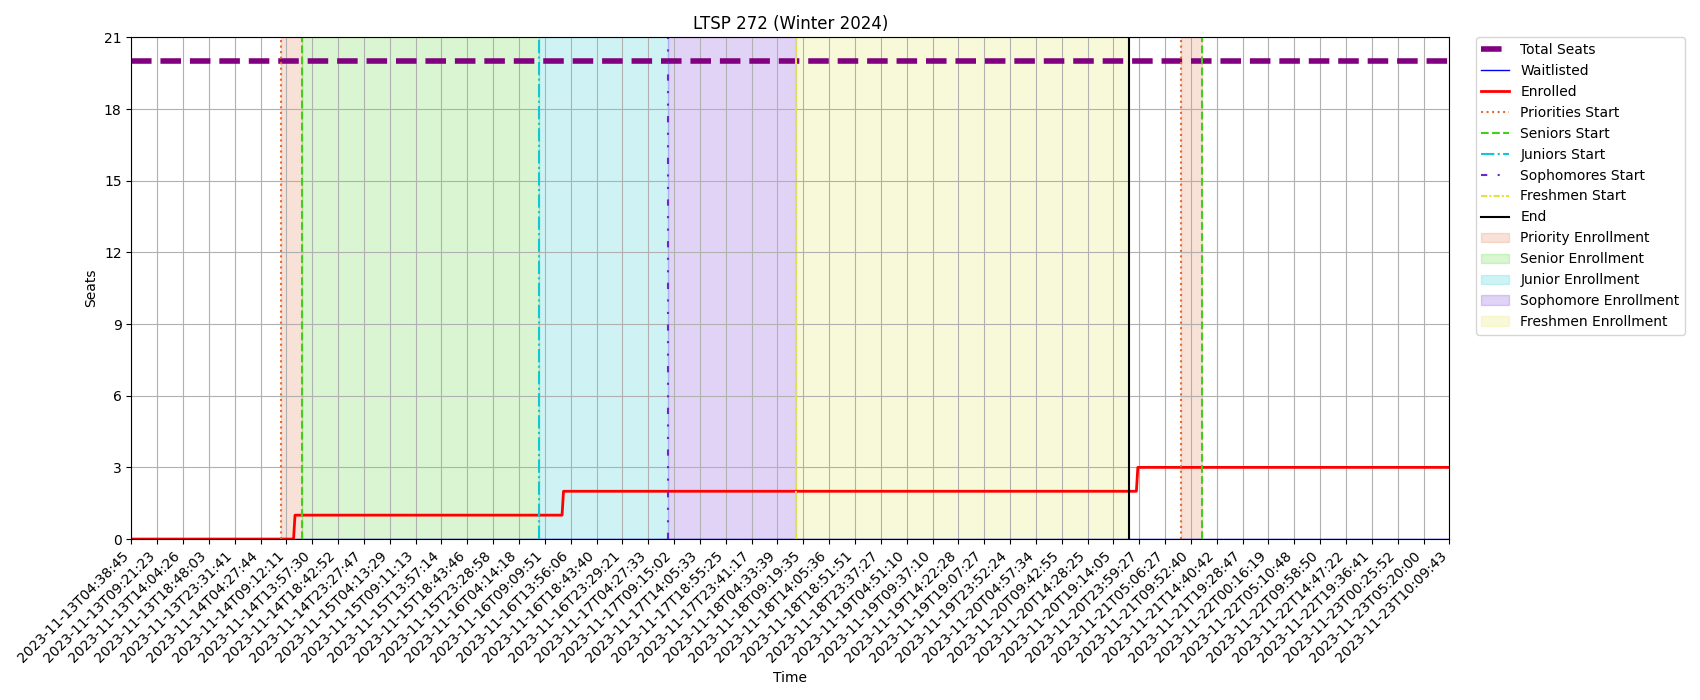 LTSP 272 (Winter 2024)
21
18
15
12
9
6
3
0
Seats
2023-11-13T04:38:45
2023-11-13T09:21:23
2023-11-13T14:04:26
2023-11-13T18:48:03
2023-11-13T23:31:41
2023-11-14T04:27:44
2023-11-14T09:12:11
2023-11-14T13:57:30
2023-11-14T18:42:52
2023-11-14T23:27:47
2023-11-15T04:13:29
2023-11-15T09:11:13
2023-11-15T13:57:14
2023-11-15T18:43:46
2023-11-15T23:28:58
2023-11-16T04:14:18
2023-11-16T09:09:51
2023-11-16T13:56:06
2023-11-16T18:43:40
2023-11-16T23:29:21
2023-11-17T04:27:33
2023-11-17T09:15:02
2023-11-17T14:05:33
2023-11-17T18:55:25
2023-11-17T23:41:17
2023-11-18T04:33:39
2023-11-18T09:19:35
2023-11-18T14:05:36
2023-11-18T18:51:51
2023-11-18T23:37:27
2023-11-19T04:51:10
2023-11-19T09:37:10
2023-11-19T14:22:28
2023-11-19T19:07:27
2023-11-19T23:52:24
2023-11-20T04:57:34
2023-11-20T09:42:55
2023-11-20T14:28:25
2023-11-20T19:14:05
2023-11-20T23:59:27
2023-11-21T05:06:27
2023-11-21T09:52:40
2023-11-21T14:40:42
2023-11-21T19:28:47
2023-11-22T00:16:19
2023-11-22T05:10:48
2023-11-22T09:58:50
2023-11-22T14:47:22
2023-11-22T19:36:41
2023-11-23T00:25:52
2023-11-23T05:20:00
2023-11-23T10:09:43
Time
Total Seats
Waitlisted
Enrolled
Priorities Start
Seniors Start
Juniors Start
Sophomores Start
Freshmen Start
End
Priority Enrollment
Senior Enrollment
Junior Enrollment
Sophomore Enrollment
Freshmen Enrollment